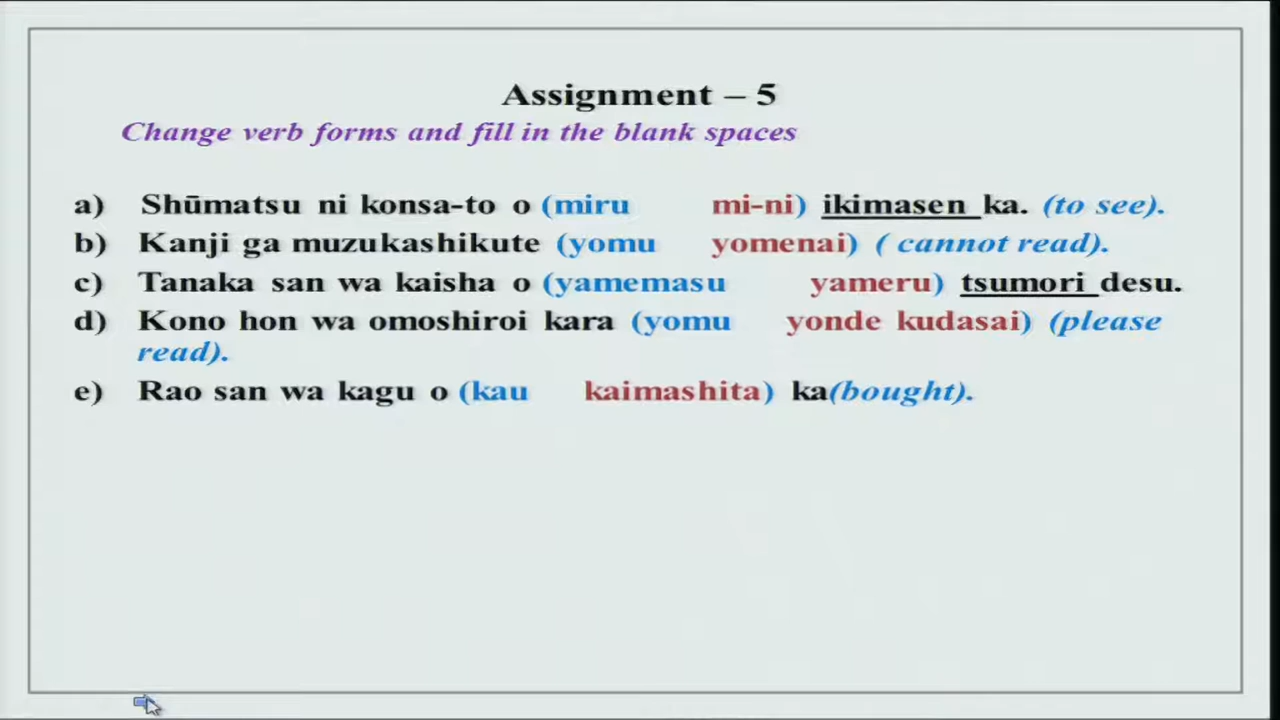 Assignment – 5
Change verb forms and fill in the blank spaces
a) Shūmatsu ni konsa-to o (miru mi-ni) ikimasen ka. (to see).
b) Kanji ga muzukashikute (yomu yomenai) ( cannot read).
c) Tanaka san wa kaisha o (yamemasu yameru) tsumori desu.
d) Kono hon wa omoshiroi kara (yomu yonde kudasai) (please
read).
e) Rao san wa kagu o (kau kaimashita) ka(bought).